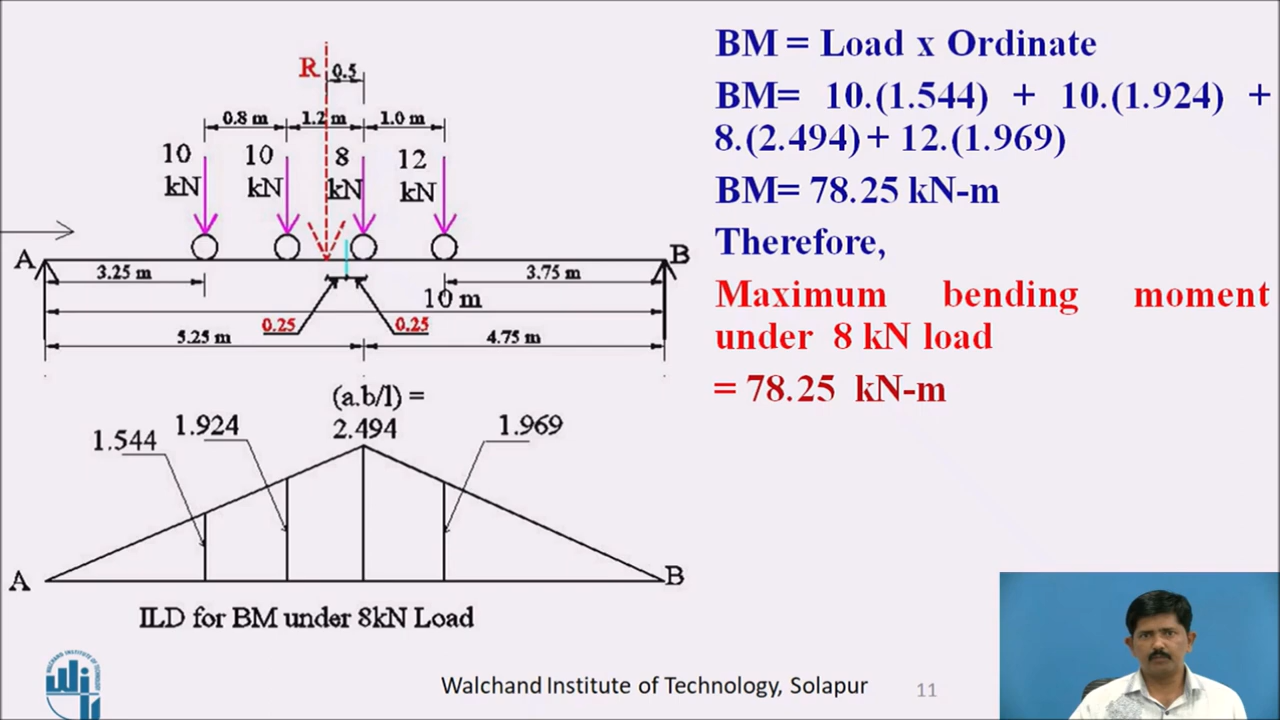 R
0.5
0.8 m
1.2 m
1.0 m
10 kN
10 kN
8 kN
12 kN
A
B
3.25 m
3.75 m
10 m
0.25
0.25
5.25 m
4.75 m
(a.b/l) =
2.494
1.544
1.924
1.969
A
B
ILD for BM under 8kN Load
BM = Load x Ordinate
BM= 10.(1.544) + 10.(1.924) +
8.(2.494)+ 12.(1.969)
BM= 78.25 kN-m
Therefore,
Maximum bending moment
under 8 kN load
= 78.25 kN-m
WALCHAND INSTITUTE OF TECHNOLOGY
Walchand Institute of Technology, Solapur
11